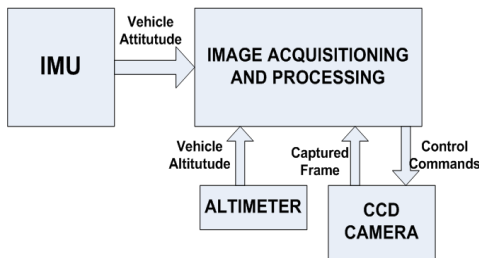 Vehicle
Attitutude
IMU
IMAGE ACQUISITIONING
AND PROCESSING
Vehicle
Altitutude
Captured
Frame
Control
Commands
ALTIMETER
CCD
CAMERA